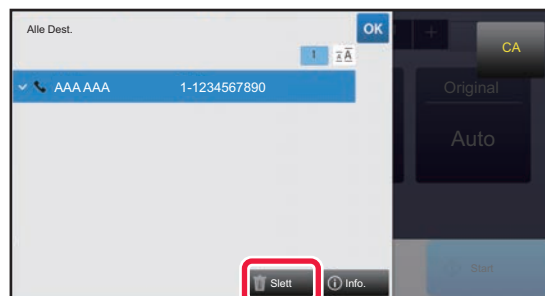 Alle Dest.
OK
CA
1
AAA AAA 1-1234567890
Original
Auto
Slett
Info.
Start